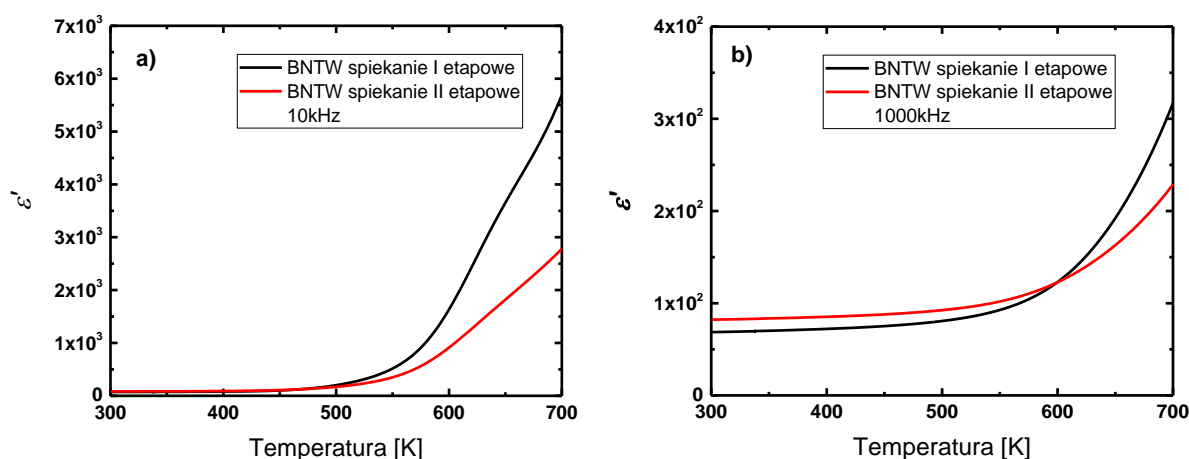 a)
BNTW spiekanie I etapowe
BNTW spiekanie II etapowe
10kHz
7x10³
6x10³
5x10³
4x10³
3x10³
2x10³
1x10³
0
ε'
300
400
500
600
700
Temperatura [K]
b)
BNTW spiekanie I etapowe
BNTW spiekanie II etapowe
1000kHz
4x10²
3x10²
2x10²
1x10²
0
ε'
300
400
500
600
700
Temperatura [K]